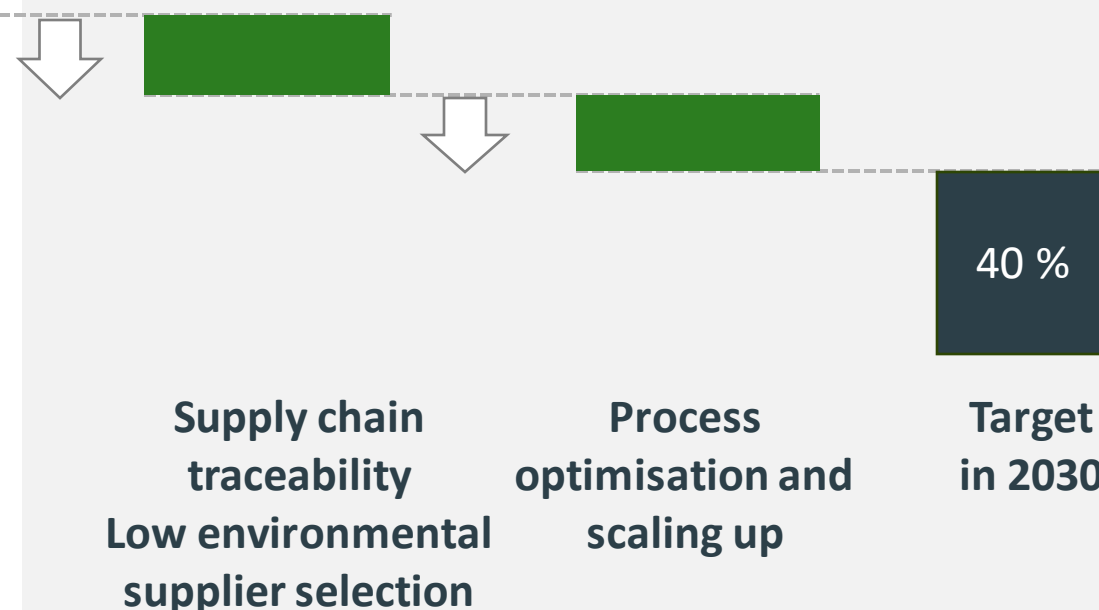 40 %
Supply chain
traceability
Low environmental
supplier selection
Process
optimisation and
scaling up
Target
in 2030